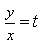 y/x = t